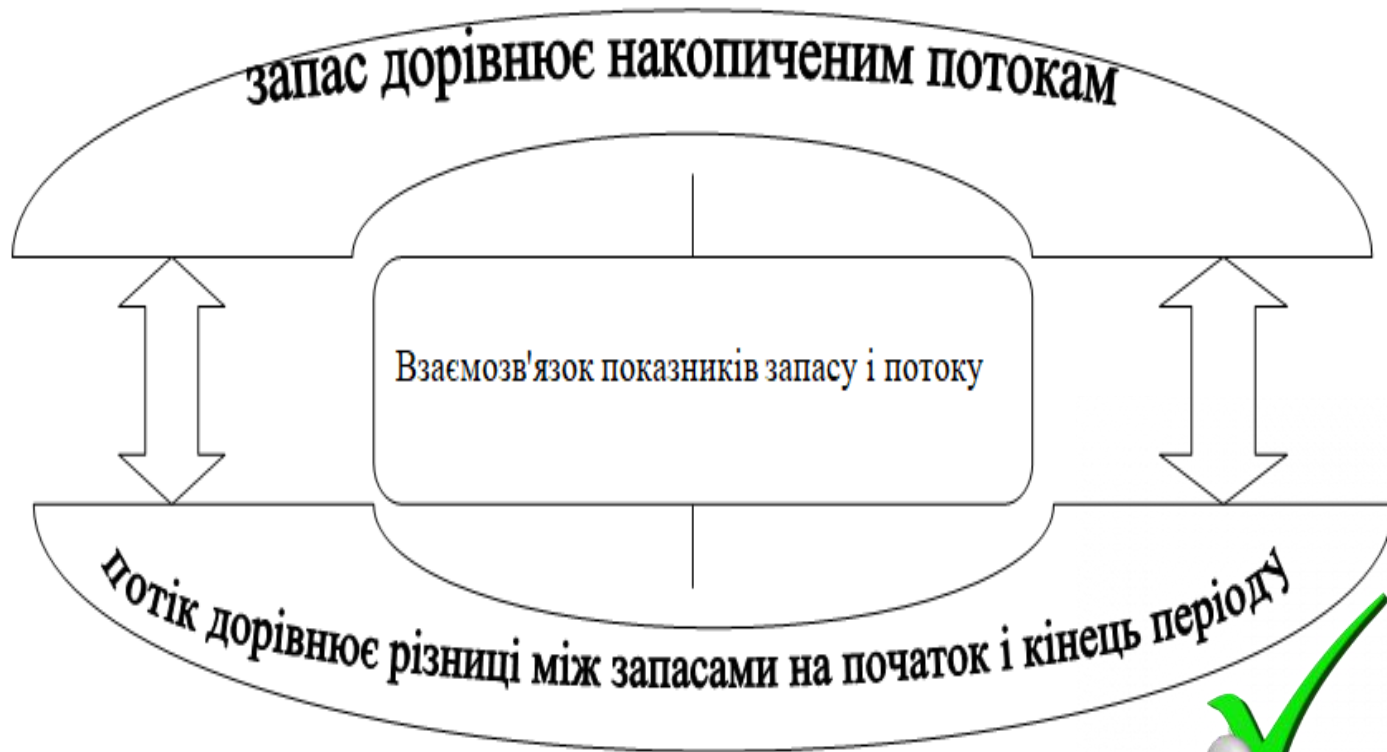 запас дорівнює накопиченим потокам
Взаємозв'язок показників запасу і потоку
потік дорівнює різниці між запасами на початок і кінець періоду